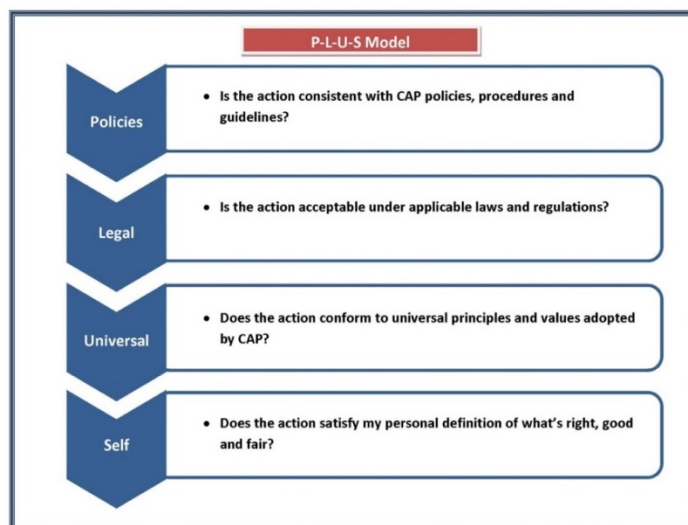 P-L-U-S Model
Policies
• Is the action consistent with CAP policies, procedures and
guidelines?
Legal
• Is the action acceptable under applicable laws and regulations?
Universal
• Does the action conform to universal principles and values adopted
by CAP?
Self
• Does the action satisfy my personal definition of what's right, good
and fair?